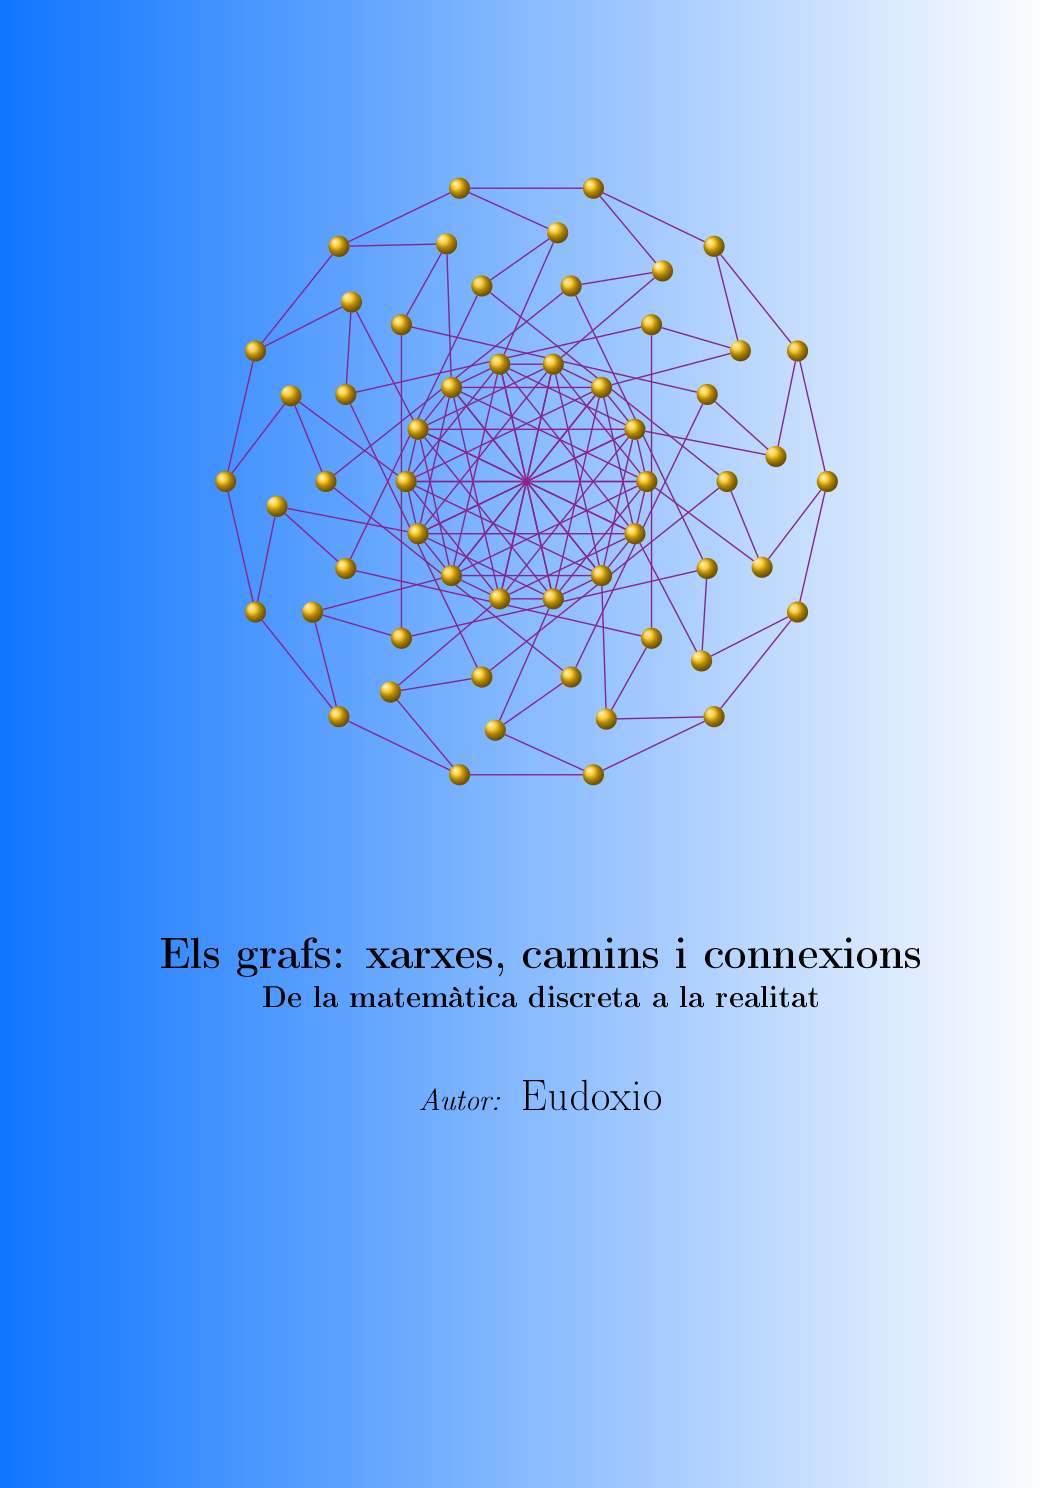 Els grafs: xarxes, camins i connexions
De la matemàtica discreta a la realitat
Autor: Eudoxio